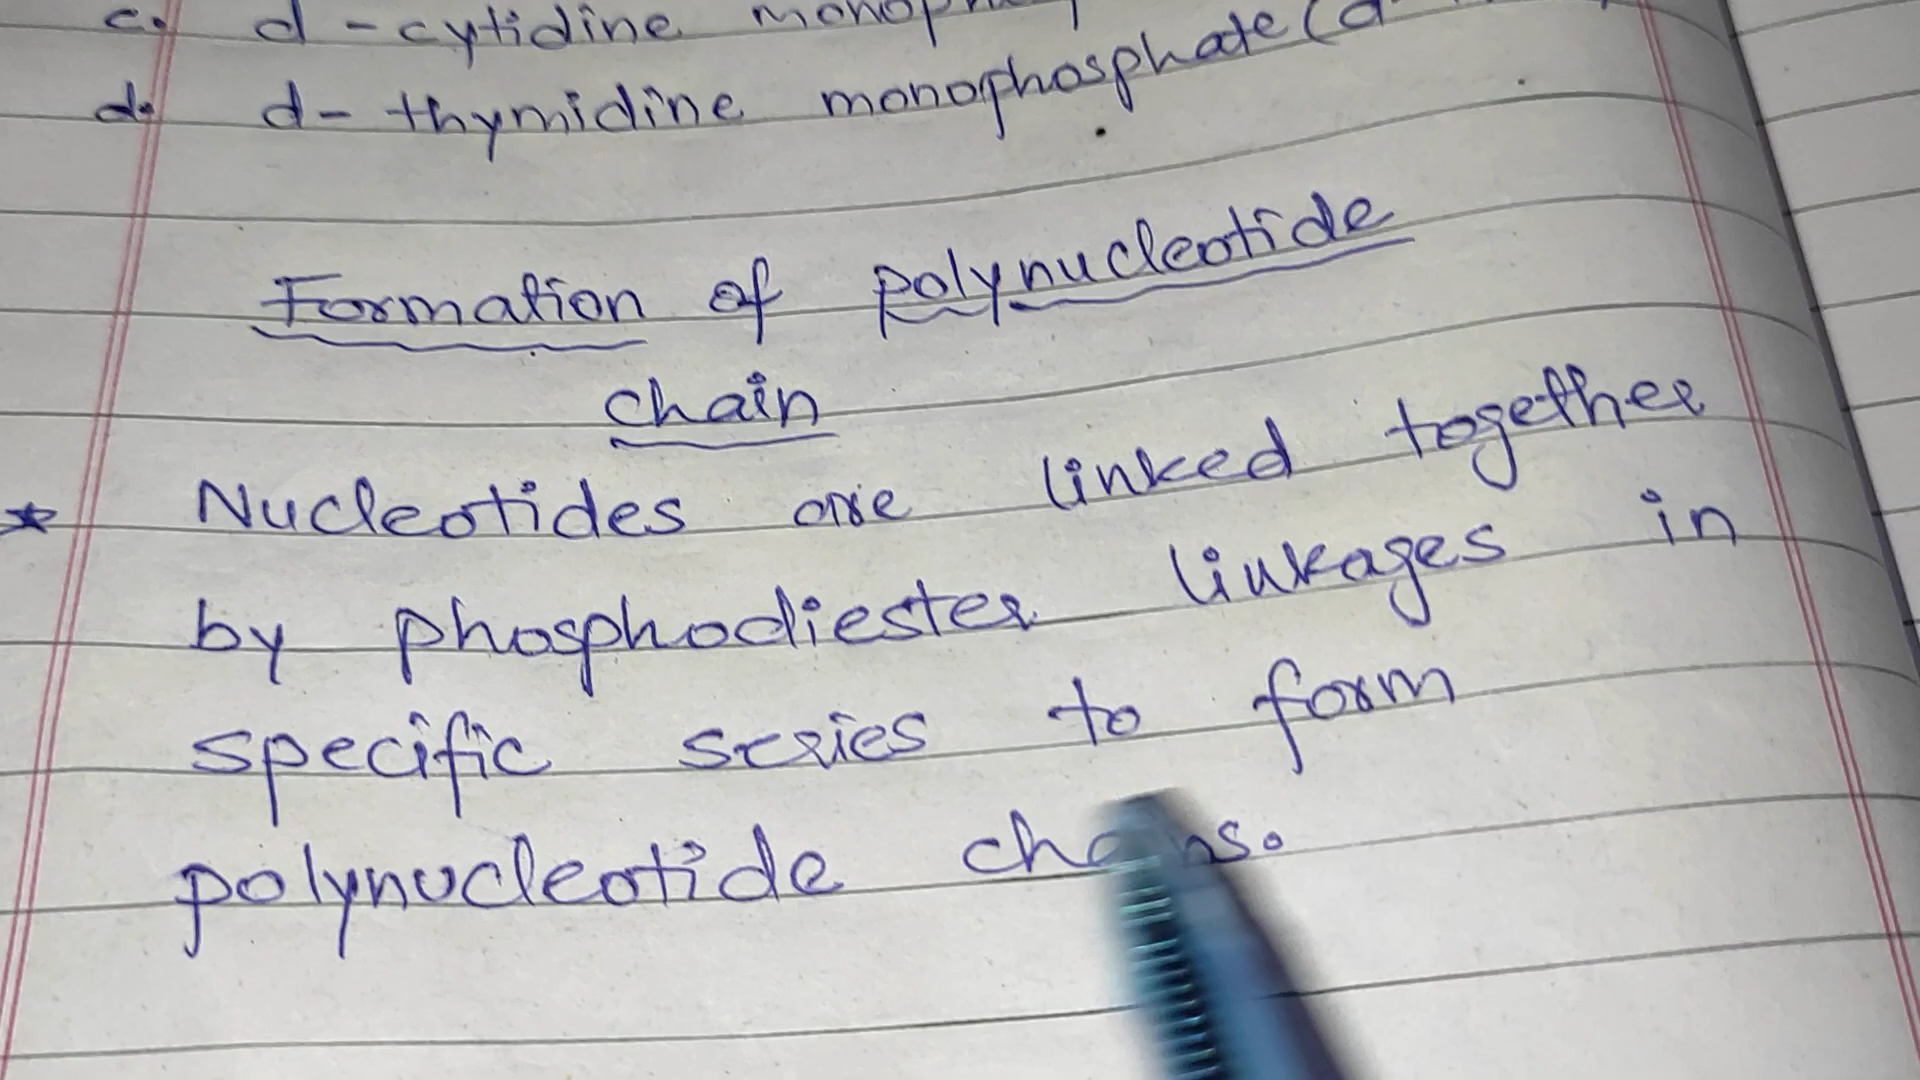 c. d-cytidine
d. d-thymidine monophosphate (d
Formation of polynucleotide
chain
* Nucleotides are linked together
by phosphodiester linkages in
specific series to form
polynucleotide